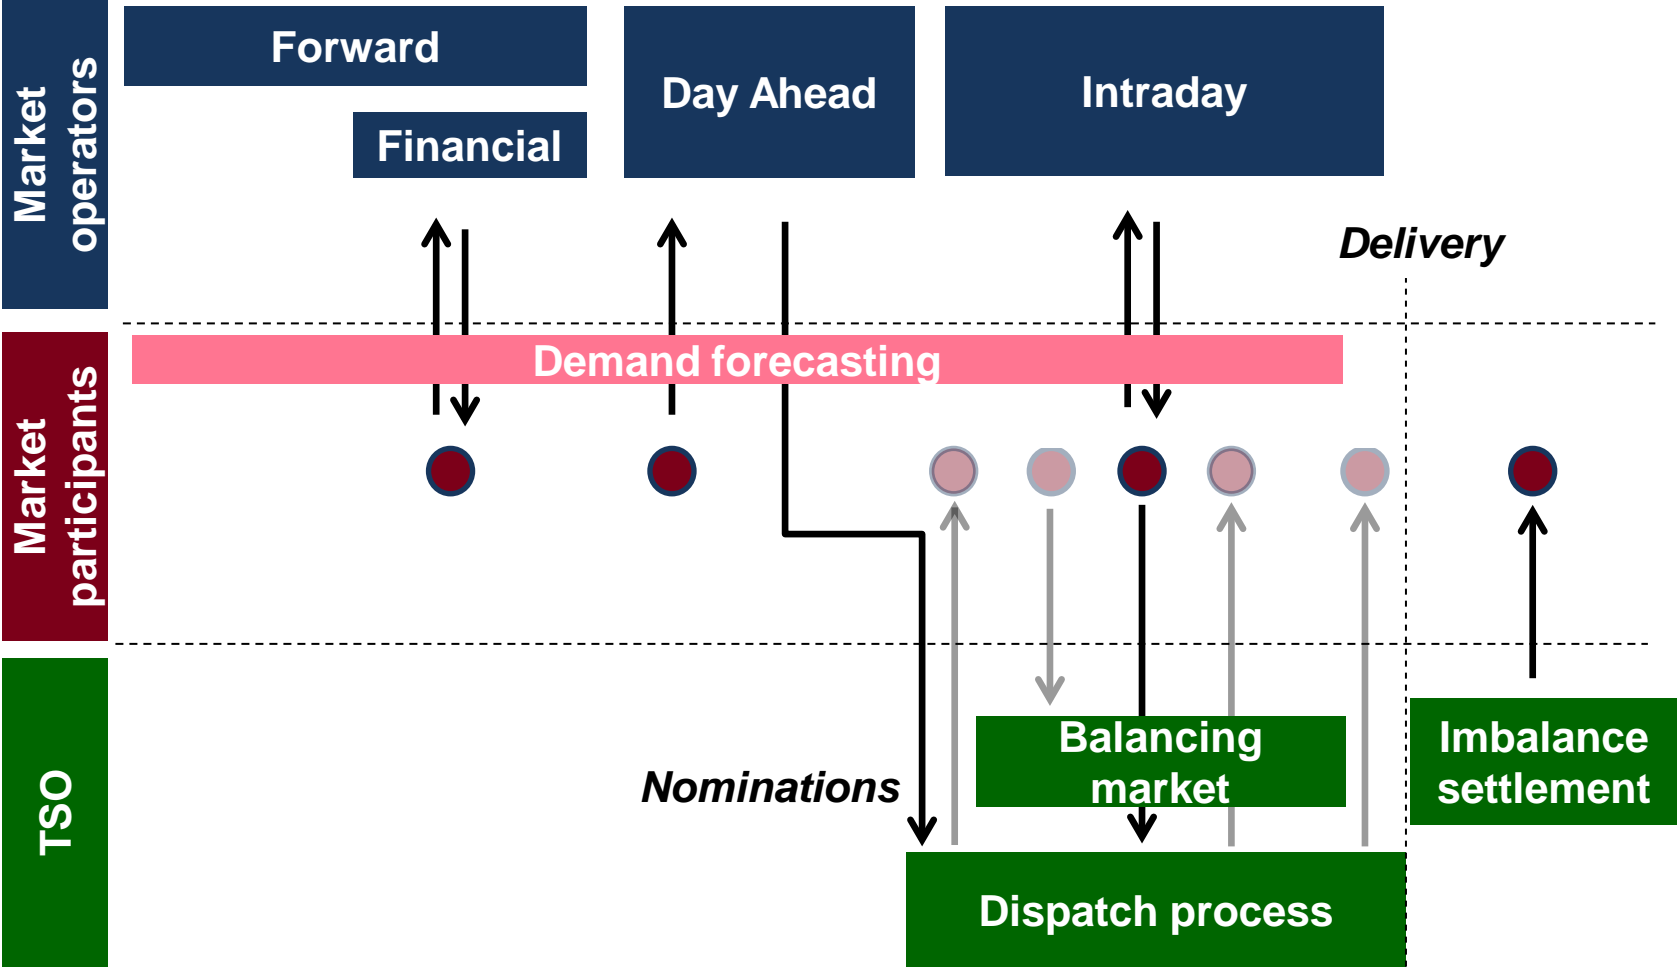 Market
operators
Forward
Financial
Day Ahead
Intraday
Delivery
Market
participants
Demand forecasting
TSO
Nominations
Balancing
market
Imbalance
settlement
Dispatch process